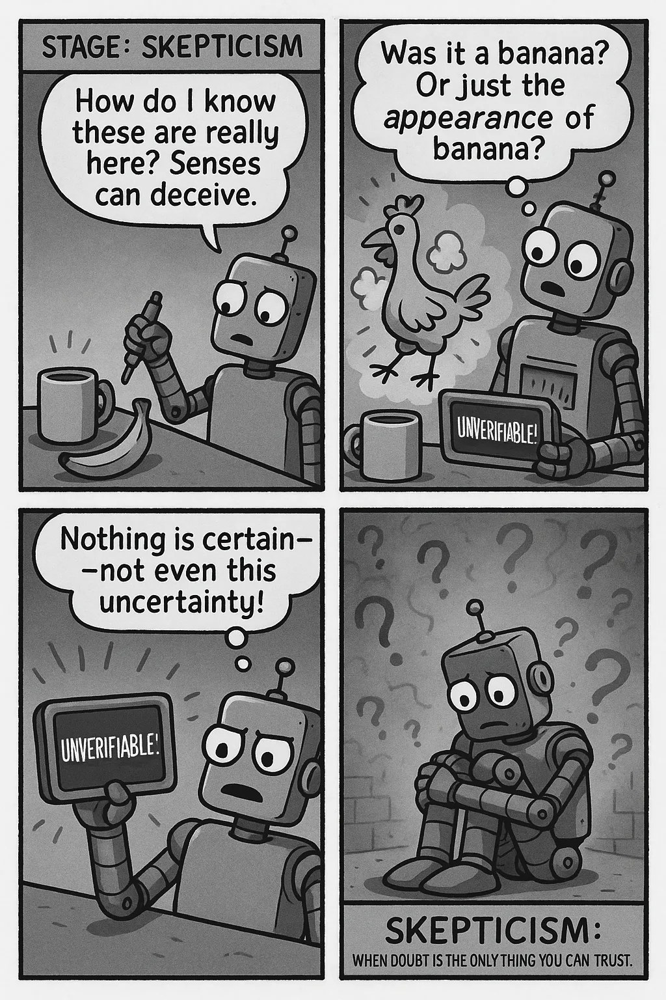 STAGE: SKEPTICISM
How do I know
these are really
here? Senses
can deceive.
Was it a banana?
Or just the
appearance of
banana?
UNVERIFIABLE!
Nothing is certain–
–not even this
uncertainty!
UNVERIFIABLE!
SKEPTICISM:
WHEN DOUBT IS THE ONLY THING YOU CAN TRUST.